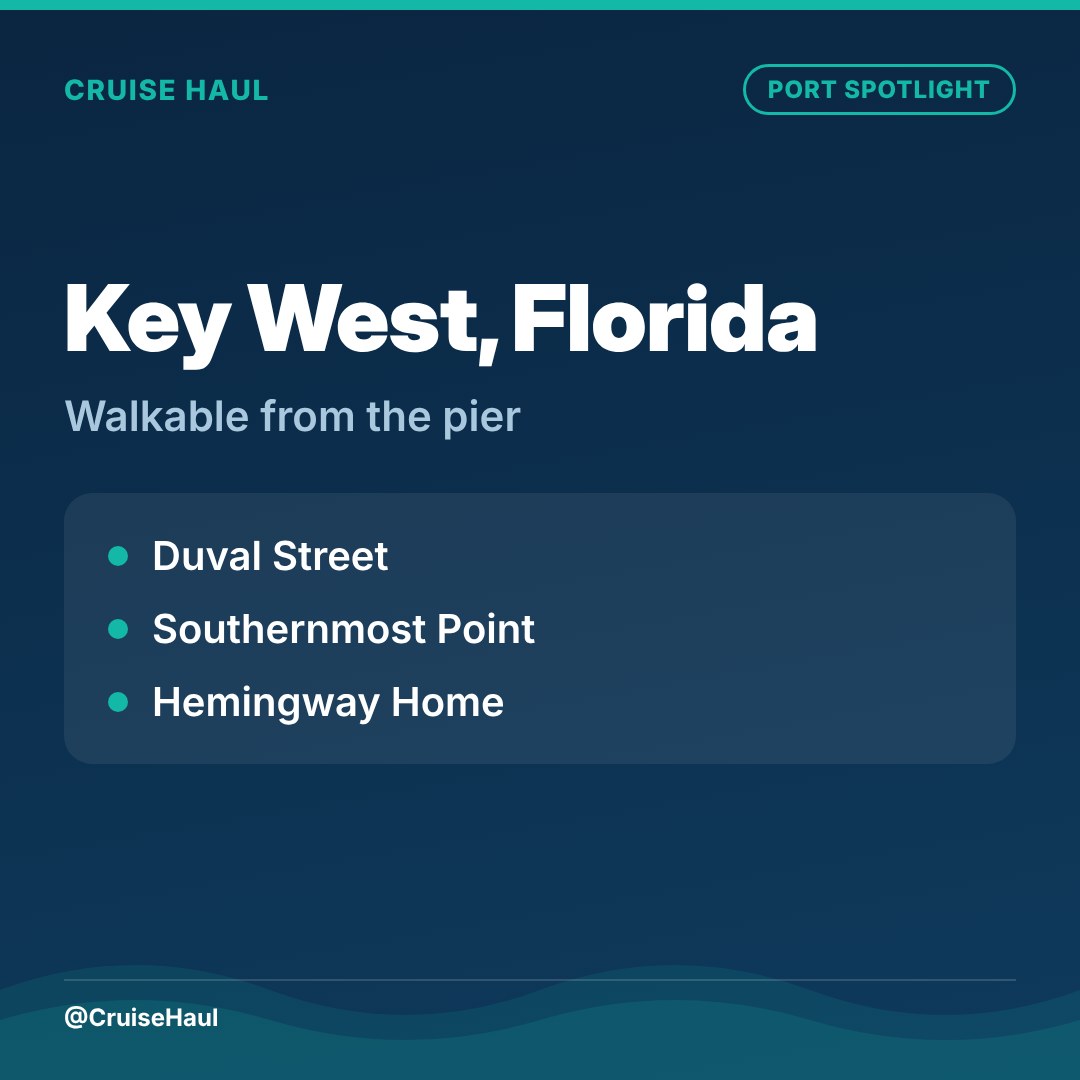 CRUISE HAUL
PORT SPOTLIGHT
Key West, Florida
Walkable from the pier
Duval Street
Southernmost Point
Hemingway Home
@CruiseHaul